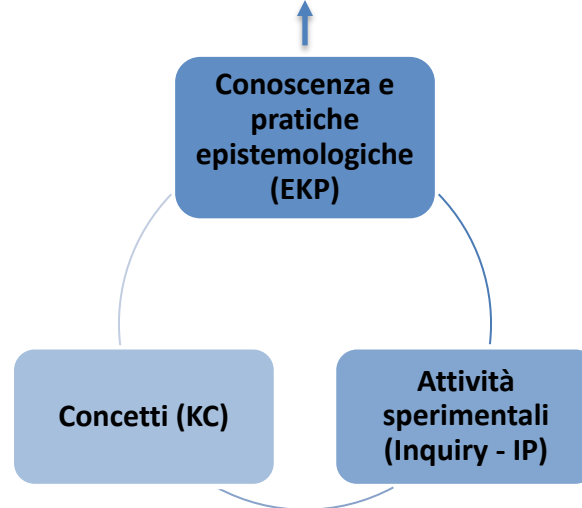 Conoscenza e
pratiche
epistemologiche
(EKP)
Concetti (KC)
Attività
sperimentali
(Inquiry - IP)